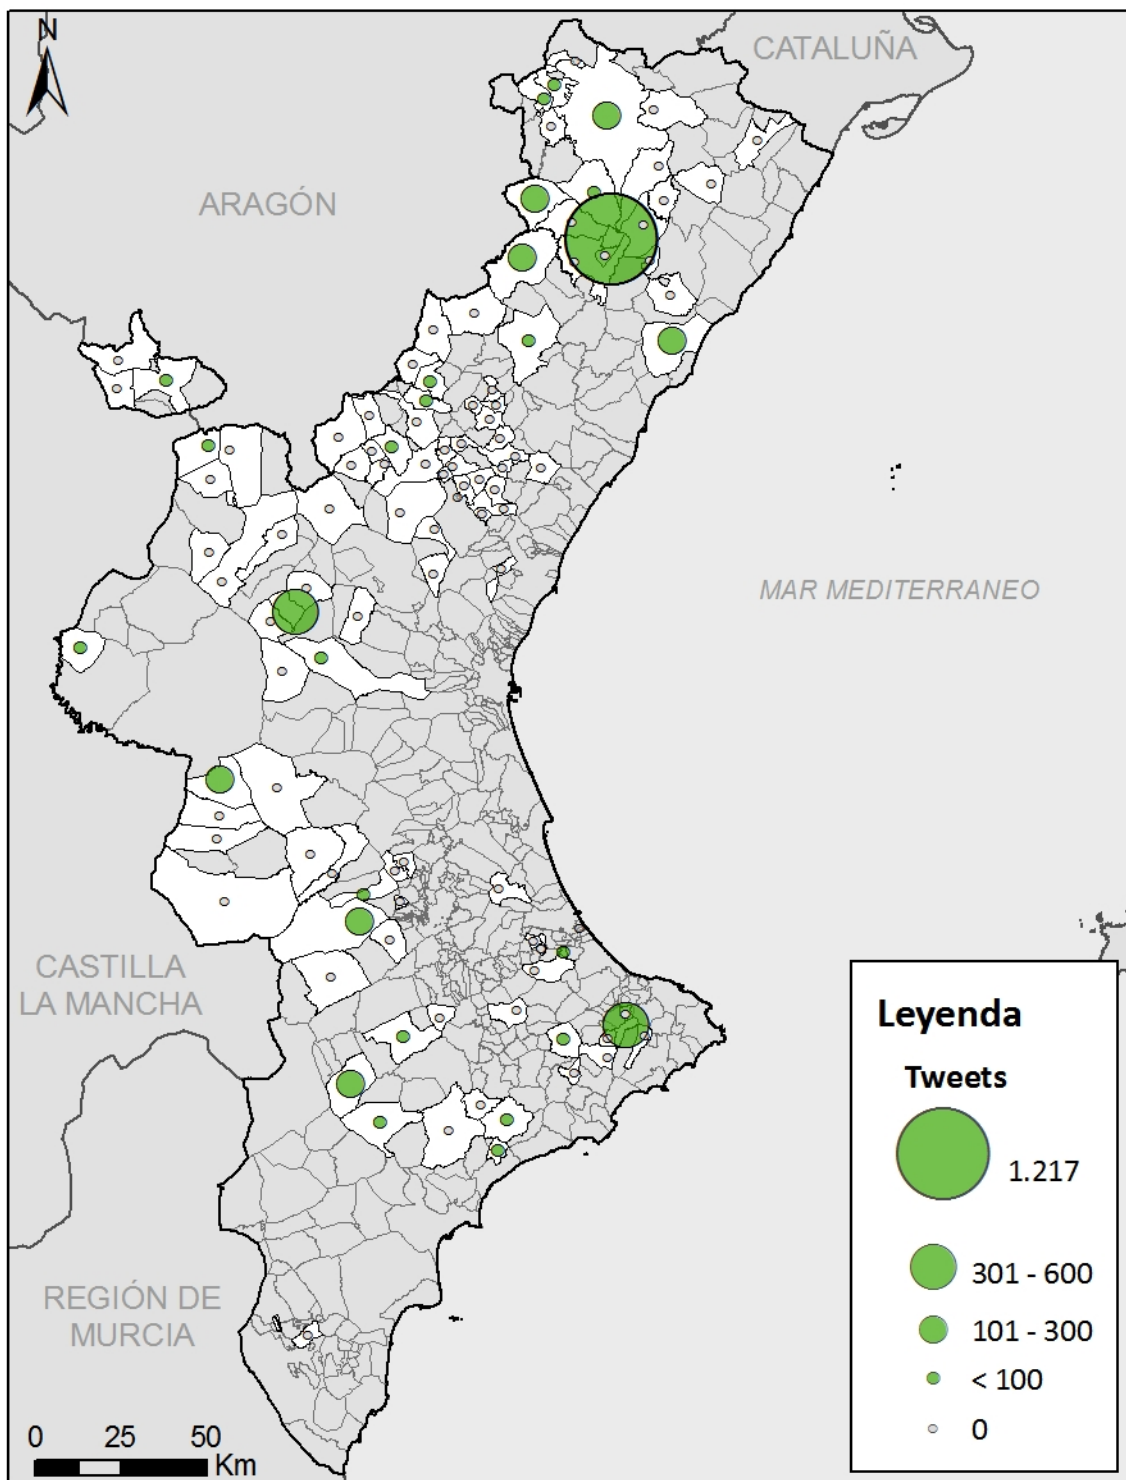 N
CATALUÑA
ARAGÓN
MAR MEDITERRANEO
CASTILLA
LA MANCHA
REGIÓN DE
MURCIA
Leyenda
Tweets
1.217
301 - 600
101 - 300
< 100
0
0 25 50
Km